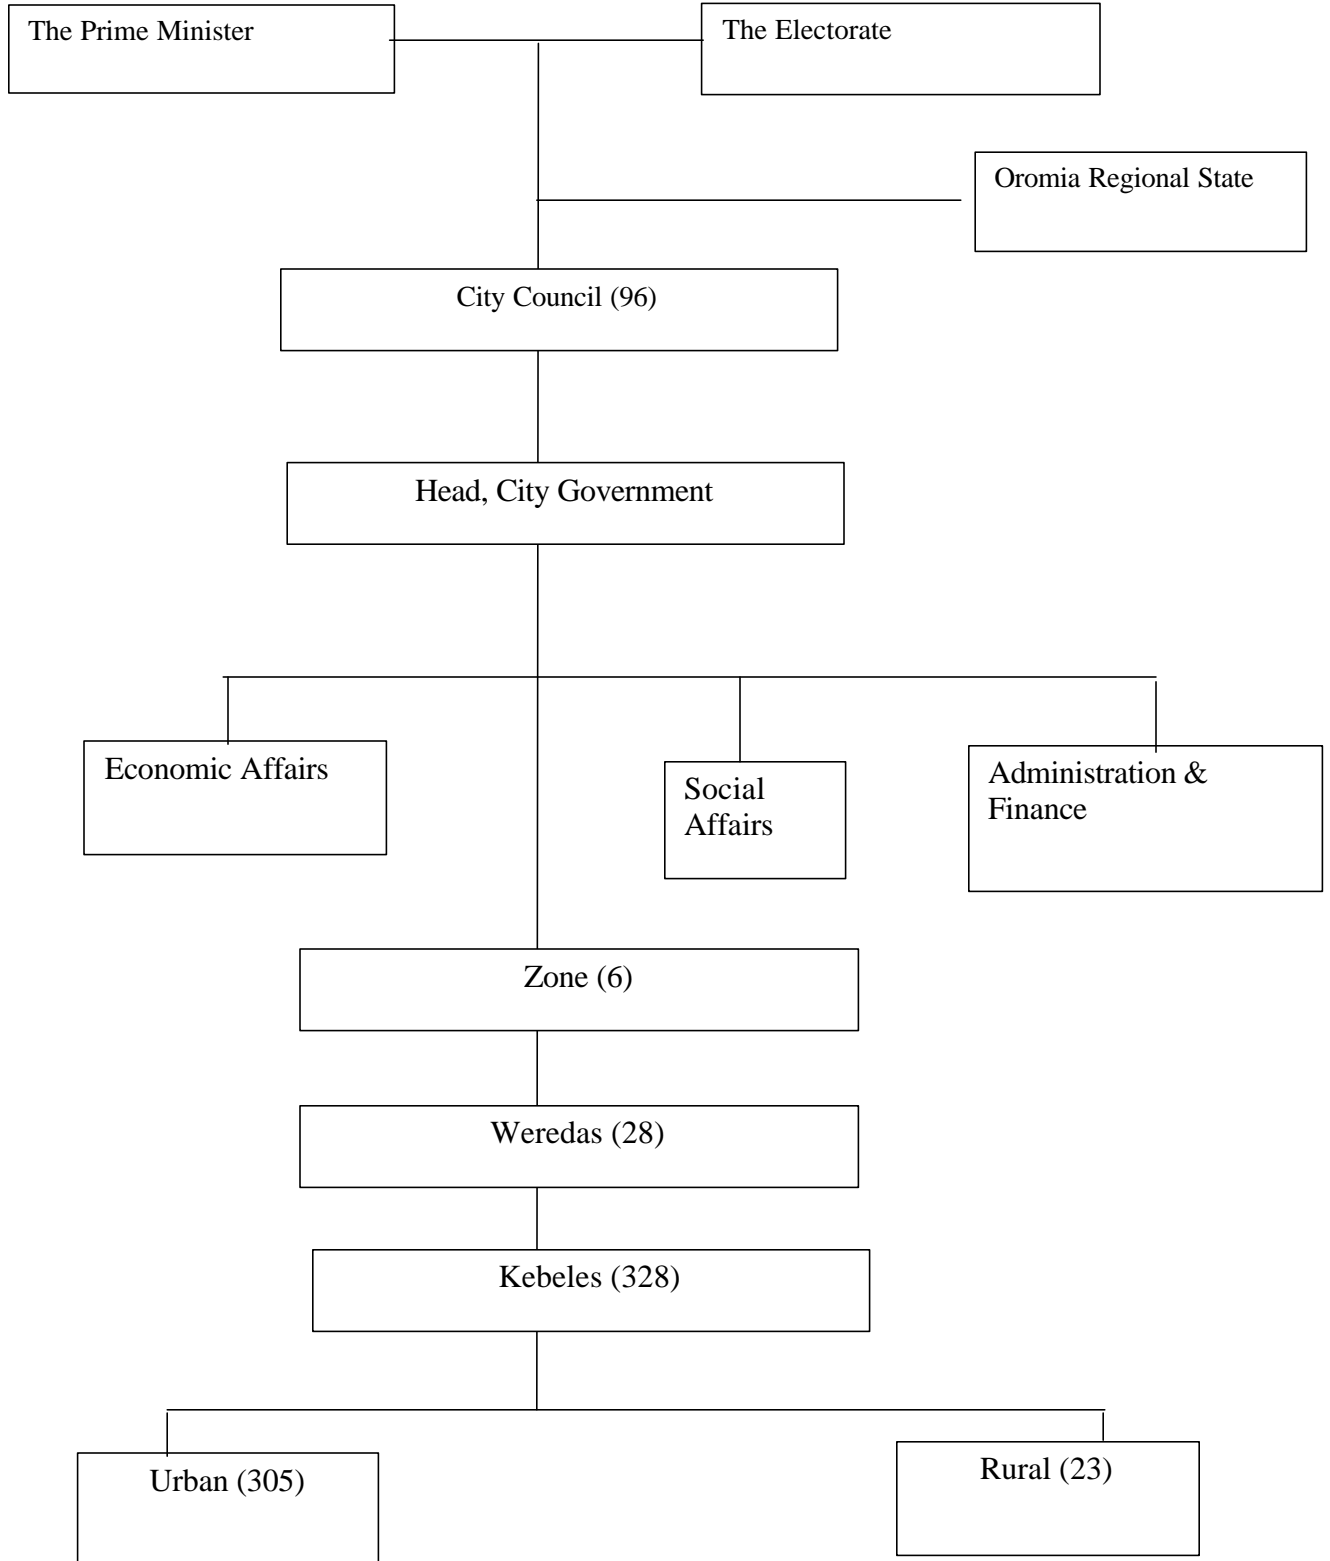 The Prime Minister
The Electorate
Oromia Regional State
City Council (96)
Head, City Government
Economic Affairs
Social
Affairs
Administration &
Finance
Zone (6)
Weredas (28)
Kebeles (328)
Urban (305)
Rural (23)